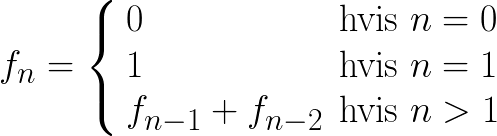 0 hvis n = 0
f_n = { 1 hvis n = 1
f_{n−1} + f_{n−2} hvis n > 1